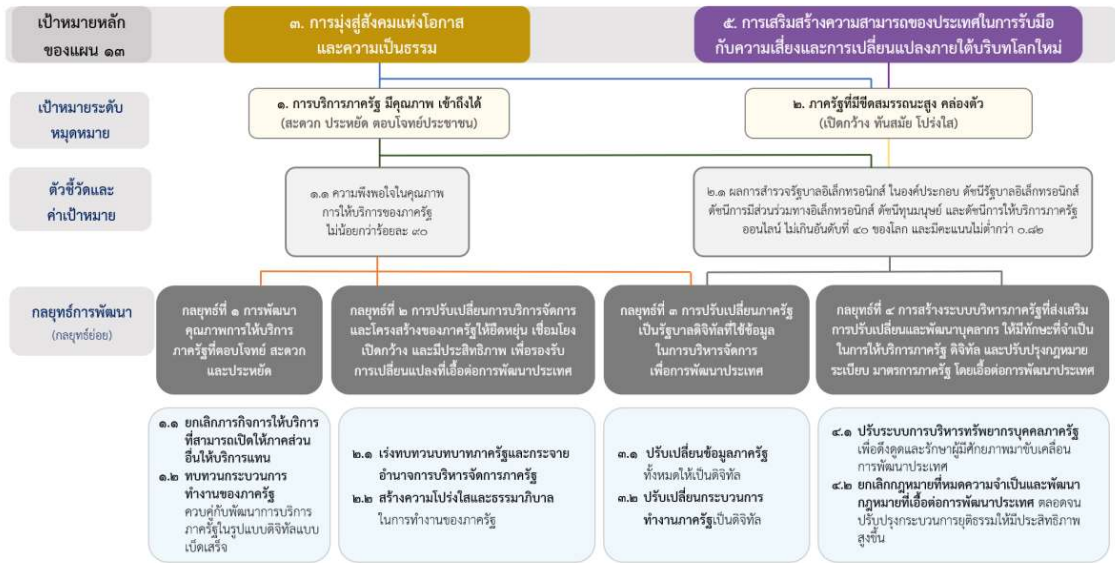 เป้าหมายหลัก
ของแผน ๑๓
๓. การมุ่งสู่สังคมแห่งโอกาส
และความเป็นธรรม
๕. การเสริมสร้างความสามารถของประเทศในการรับมือ
กับความเสี่ยงและการเปลี่ยนแปลงภายใต้บริบทโลกใหม่
เป้าหมายระดับ
หมุดหมาย
๑. การบริการภาครัฐ มีคุณภาพ เข้าถึงได้
(สะดวก ประหยัด ตอบโจทย์ประชาชน)
๒. ภาครัฐที่มีขีดสมรรถนะสูง คล่องตัว
(เปิดกว้าง ทันสมัย โปร่งใส)
ตัวชี้วัดและ
ค่าเป้าหมาย
๑.๑ ความพึงพอใจในคุณภาพ
การให้บริการของภาครัฐ
ไม่น้อยกว่าร้อยละ ๙๐
๒.๑ ผลการสำรวจรัฐบาลอิเล็กทรอนิกส์ ในองค์ประกอบ ดัชนีรัฐบาลอิเล็กทรอนิกส์
ดัชนีการมีส่วนร่วมทางอิเล็กทรอนิกส์ ดัชนีทุนมนุษย์ และดัชนีการให้บริการภาครัฐ
ออนไลน์ ไม่เกินอันดับที่ ๔๐ ของโลก และมีคะแนนไม่ต่ำกว่า ๐.๘๒
กลยุทธ์การพัฒนา
(กลยุทธ์ย่อย)
กลยุทธ์ที่ ๑ การพัฒนา
คุณภาพการให้บริการ
ภาครัฐที่ตอบโจทย์ สะดวก
และประหยัด
กลยุทธ์ที่ ๒ การปรับเปลี่ยนการบริหารจัดการ
และโครงสร้างของภาครัฐให้ยืดหยุ่น เชื่อมโยง
เปิดกว้าง และมีประสิทธิภาพ เพื่อรองรับ
การเปลี่ยนแปลงที่เอื้อต่อการพัฒนาประเทศ
กลยุทธ์ที่ ๓ การปรับเปลี่ยนภาครัฐ
เป็นรัฐบาลดิจิทัลที่ใช้ข้อมูล
ในการบริหารจัดการ
เพื่อการพัฒนาประเทศ
กลยุทธ์ที่ ๔ การสร้างระบบบริหารภาครัฐที่ส่งเสริม
การปรับเปลี่ยนและพัฒนาบุคลากร ให้มีทักษะที่จำเป็น
ในการให้บริการภาครัฐ ดิจิทัล และปรับปรุงกฎหมาย
ระเบียบ มาตรการภาครัฐ โดยเอื้อต่อการพัฒนาประเทศ
๑.๑ ยกเลิกภารกิจการให้บริการ
ที่สามารถเปิดให้ภาคส่วน
อื่นให้บริการแทน
๑.๒ ทบทวนกระบวนการ
ทำงานของภาครัฐ
ควบคู่กับพัฒนาการบริการ
ภาครัฐในรูปแบบดิจิทัลแบบ
เบ็ดเสร็จ
๒.๑ เร่งทบทวนบทบาทภาครัฐและกระจาย
อำนาจการบริหารจัดการภาครัฐ
๒.๒ สร้างความโปร่งใสและธรรมาภิบาล
ในการทำงานของภาครัฐ
๓.๑ ปรับเปลี่ยนข้อมูลภาครัฐ
ทั้งหมดให้เป็นดิจิทัล
๓.๒ ปรับเปลี่ยนกระบวนการ
ทำงานภาครัฐเป็นดิจิทัล
๔.๑ ปรับระบบการบริหารทรัพยากรบุคคลภาครัฐ
เพื่อดึงดูดและรักษาผู้มีศักยภาพมาขับเคลื่อน
การพัฒนาประเทศ
๔.๒ ยกเลิกกฎหมายที่หมดความจำเป็นและพัฒนา
กฎหมายที่เอื้อต่อการพัฒนาประเทศ ตลอดจน
ปรับปรุงกระบวนการยุติธรรมให้มีประสิทธิภาพ
สูงขึ้น